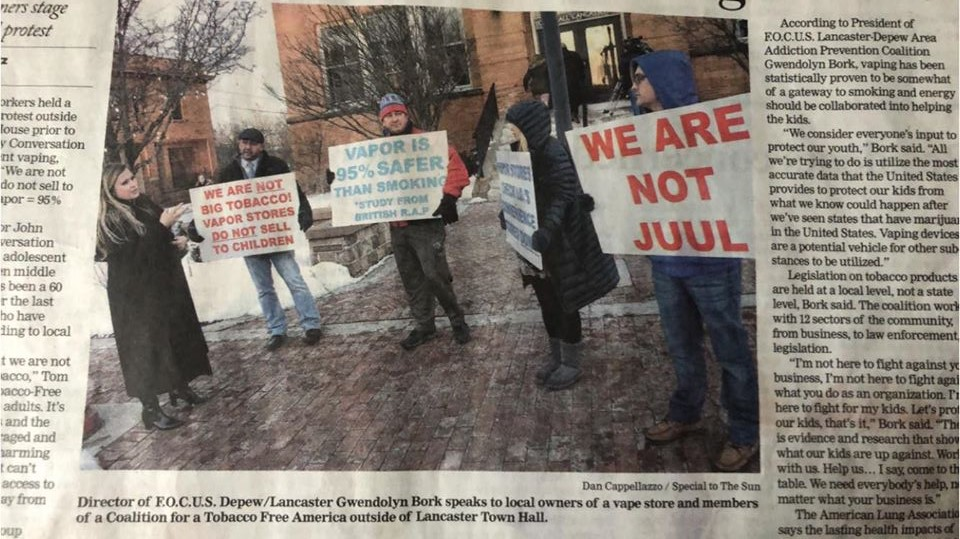 ners stage
protest
z
orkers held a
rotest outside
ouse prior to
y Conversation
ent vaping,
"We are not
do not sell to
apor = 95%
or John
versation
adolescent
en middle
s been a 60
r the last
ho have
ding to local
t we are not
acco," Tom
bacco-Free
adults. It's
and the
aged and
harming
t can't
access to
ay from
oup
WE ARE NOT
BIG TOBACCO!
VAPOR STORES
DO NOT SELL
TO CHILDREN
VAPOR IS
95% SAFER
THAN SMOKING
*STUDY FROM
BRITISH R.A.P
VAPOR STORES
WE ARE
NOT
JUUL
Dan Cappellazzo / Special to The Sun
Director of F.O.C.U.S. Depew/Lancaster Gwendolyn Bork speaks to local owners of a vape store and members
of a Coalition for a Tobacco Free America outside of Lancaster Town Hall.
According to President of
F.O.C.U.S. Lancaster-Depew Area
Addiction Prevention Coalition
Gwendolyn Bork, vaping has been
statistically proven to be somewhat
of a gateway to smoking and energy
should be collaborated into helping
the kids.
"We consider everyone's input to
protect our youth," Bork said. "All
we're trying to do is utilize the most
accurate data that the United States
provides to protect our kids from
what we know could happen after
we've seen states that have marijuan
in the United States. Vaping devices
are a potential vehicle for other sub-
stances to be utilized."
Legislation on tobacco products
are held at a local level, not a state
level, Bork said. The coalition work
with 12 sectors of the community,
from business, to law enforcement,
legislation.
"I'm not here to fight against yo
business, I'm not here to fight agai
what you do as an organization. I'm
here to fight for my kids. Let's prot
our kids, that's it," Bork said. "The
is evidence and research that show
what our kids are up against. Work
with us. Help us... I say, come to th
table. We need everybody's help, n
matter what your business is."
The American Lung Associatio
says the lasting health impacts of